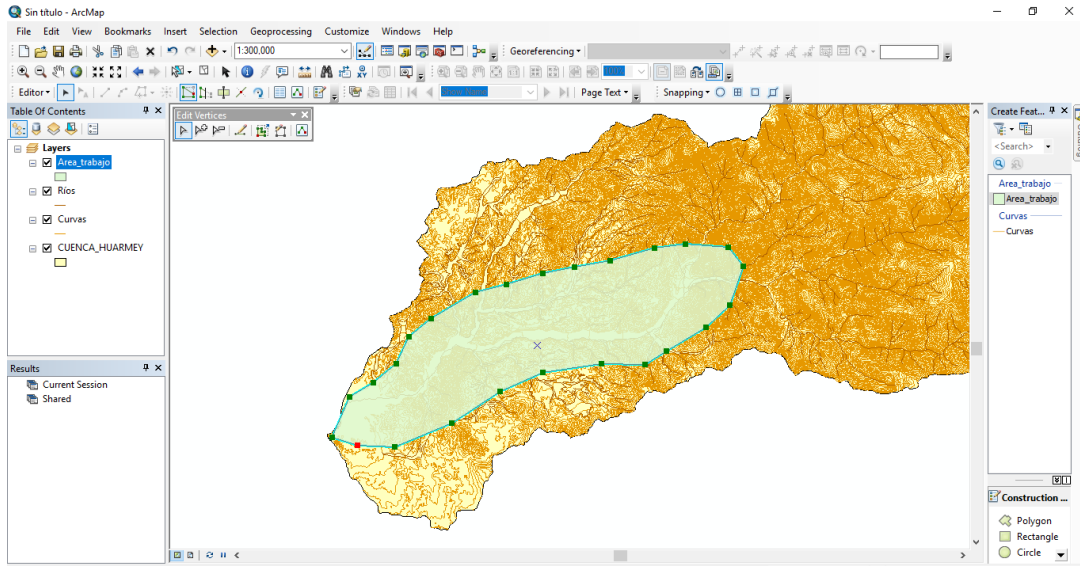 Sin título - ArcMap
File Edit View Bookmarks Insert Selection Geoprocessing Customize Windows Help
1:300,000
Georeferencing
Editor
Page Text
Snapping
Table Of Contents
Layers
Area_trabajo
Ríos
Curvas
CUENCA_HUARMEY
Results
Current Session
Shared
Edit Vertices
Create Feat...
<Search>
Area_trabajo
Area_trabajo
Curvas
Curvas
Construction ...
Polygon
Rectangle
Circle